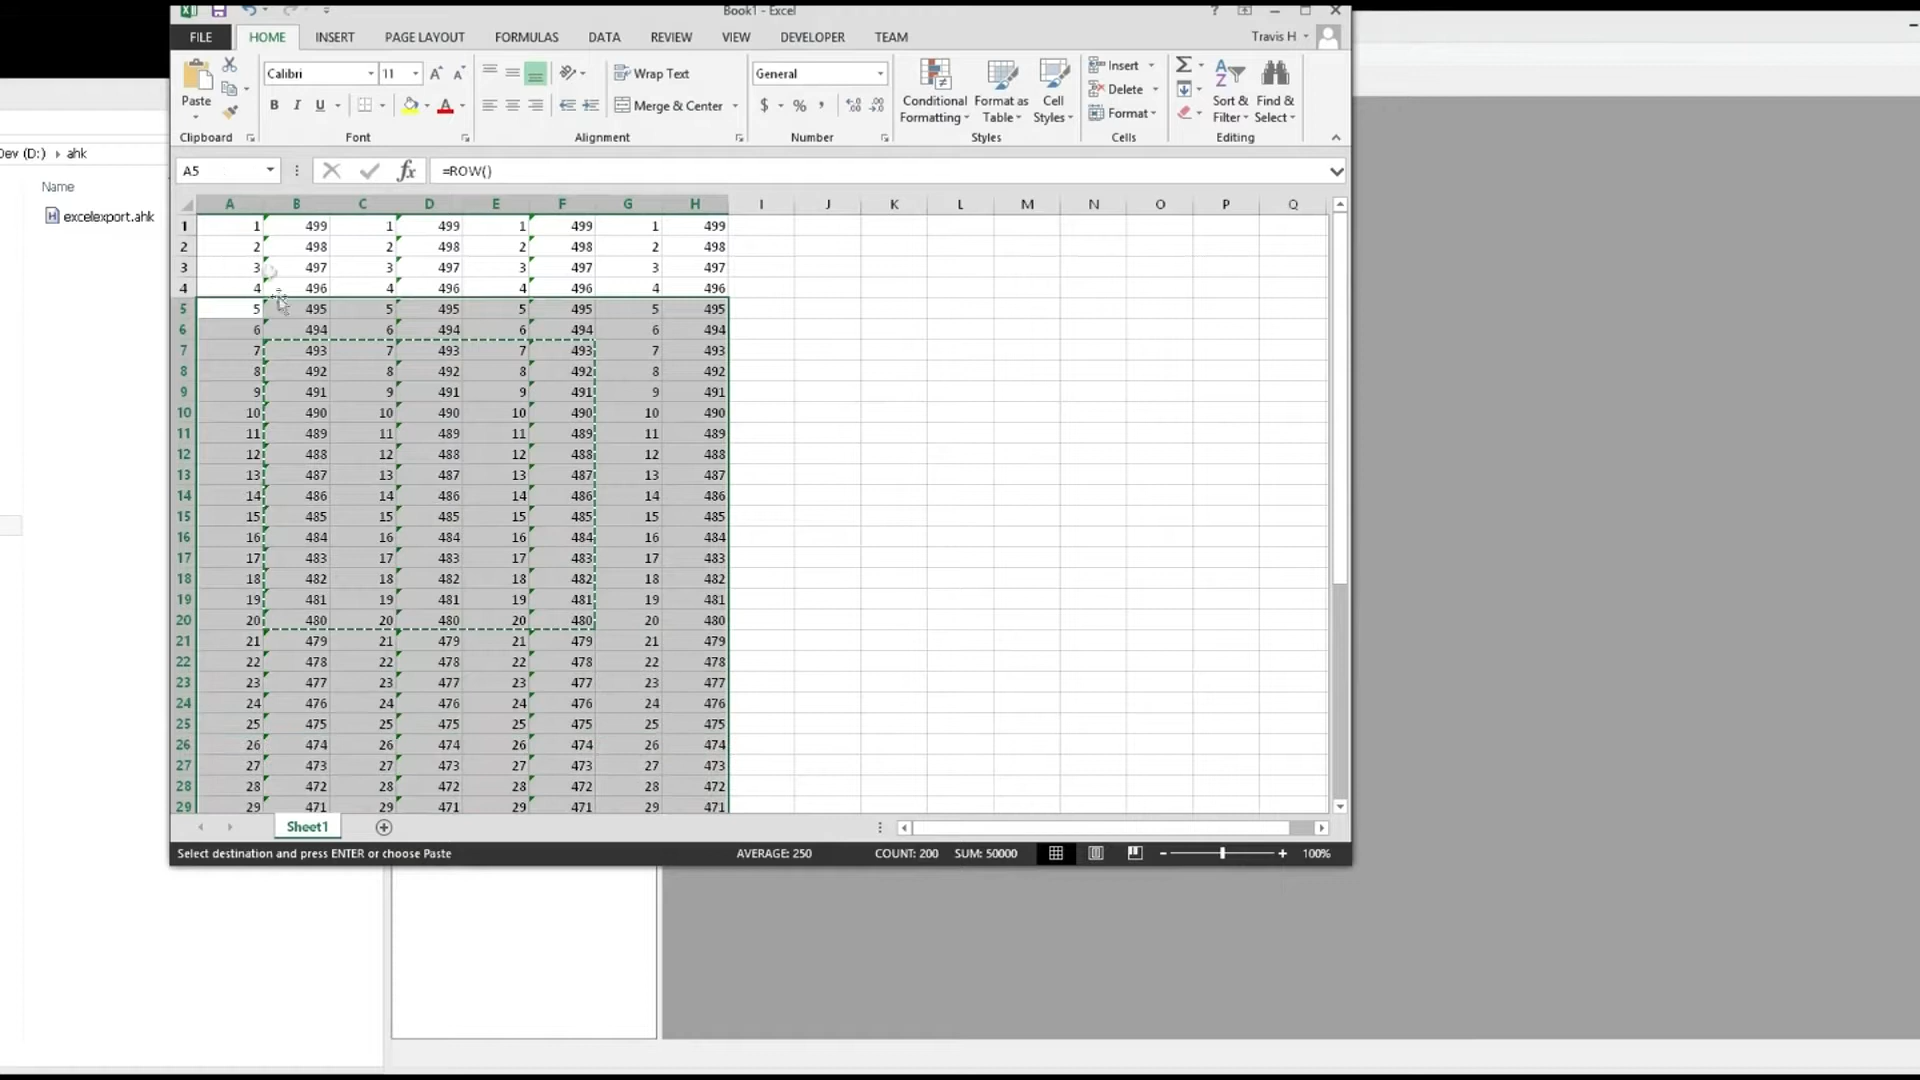 Book1 - Excel
?
FILE HOME INSERT PAGE LAYOUT FORMULAS DATA REVIEW VIEW DEVELOPER TEAM Travis H
Paste Calibri 11 A A Wrap Text General Conditional Formatting Format as Table Cell Styles Insert Delete Format Sort & Filter Find & Select
B I U A Merge & Center $ % ,
Clipboard Font Alignment Number Styles Cells Editing
Dev (D:) ahk
Name
excelexport.ahk
A5 fx =ROW()
A B C D E F G H I J K L M N O P Q
1 1 499 1 499 1 499 1 499
2 2 498 2 498 2 498 2 498
3 3 497 3 497 3 497 3 497
4 4 496 4 496 4 496 4 496
5 5 495 5 495 5 495 5 495
6 6 494 6 494 6 494 6 494
7 7 493 7 493 7 493 7 493
8 8 492 8 492 8 492 8 492
9 9 491 9 491 9 491 9 491
10 10 490 10 490 10 490 10 490
11 11 489 11 489 11 489 11 489
12 12 488 12 488 12 488 12 488
13 13 487 13 487 13 487 13 487
14 14 486 14 486 14 486 14 486
15 15 485 15 485 15 485 15 485
16 16 484 16 484 16 484 16 484
17 17 483 17 483 17 483 17 483
18 18 482 18 482 18 482 18 482
19 19 481 19 481 19 481 19 481
20 20 480 20 480 20 480 20 480
21 21 479 21 479 21 479 21 479
22 22 478 22 478 22 478 22 478
23 23 477 23 477 23 477 23 477
24 24 476 24 476 24 476 24 476
25 25 475 25 475 25 475 25 475
26 26 474 26 474 26 474 26 474
27 27 473 27 473 27 473 27 473
28 28 472 28 472 28 472 28 472
29 29 471 29 471 29 471 29 471
Sheet1
Select destination and press ENTER or choose Paste AVERAGE: 250 COUNT: 200 SUM: 50000 100%